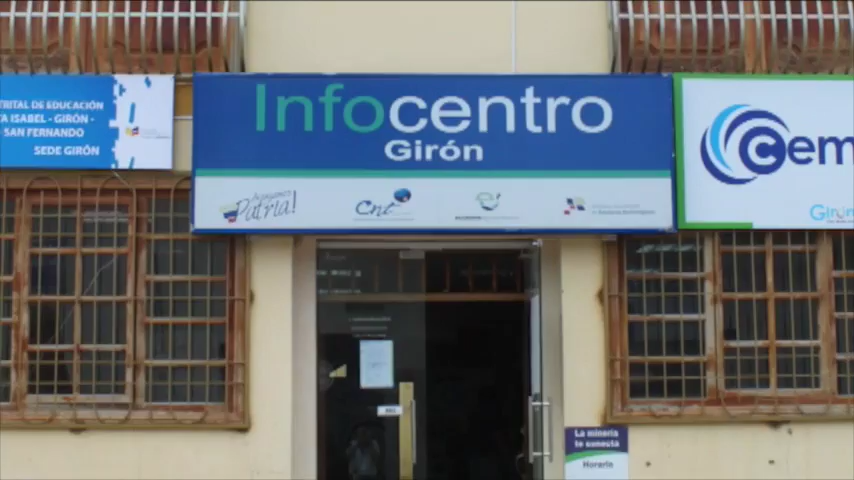 TRITAL DE EDUCACIÓN
TA ISABEL - GIRÓN -
SAN FERNANDO
SEDE GIRÓN
Infocentro
Girón
Patria!
cnt
Cem
Girón
La minería
te conecta
Horario